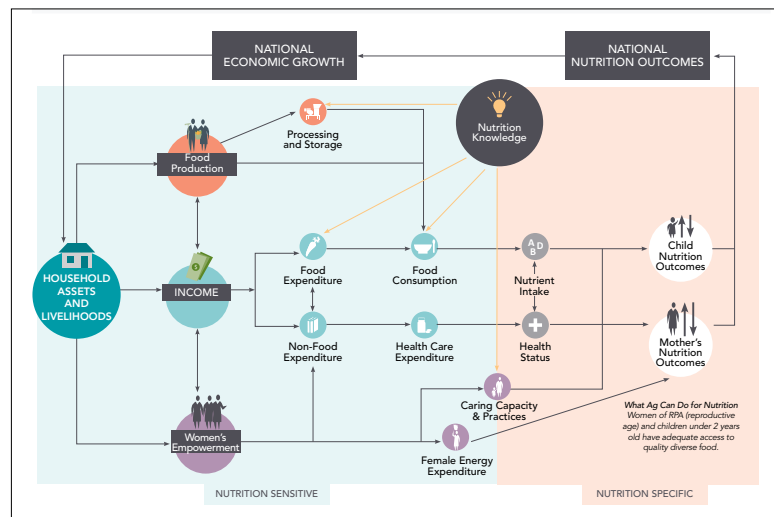 NATIONAL
ECONOMIC GROWTH
NATIONAL
NUTRITION OUTCOMES
Processing
and Storage
Nutrition
Knowledge
Food
Production
HOUSEHOLD
ASSETS
AND
LIVELIHOODS
$
INCOME
Food
Expenditure
Food
Consumption
A D
B
Nutrient
Intake
Child
Nutrition
Outcomes
Non-Food
Expenditure
Health Care
Expenditure
Health
Status
Mother's
Nutrition
Outcomes
Women's
Empowerment
Caring Capacity
& Practices
Female Energy
Expenditure
What Ag Can Do for Nutrition
Women of RPA (reproductive
age) and children under 2 years
old have adequate access to
quality diverse food.
NUTRITION SENSITIVE
NUTRITION SPECIFIC